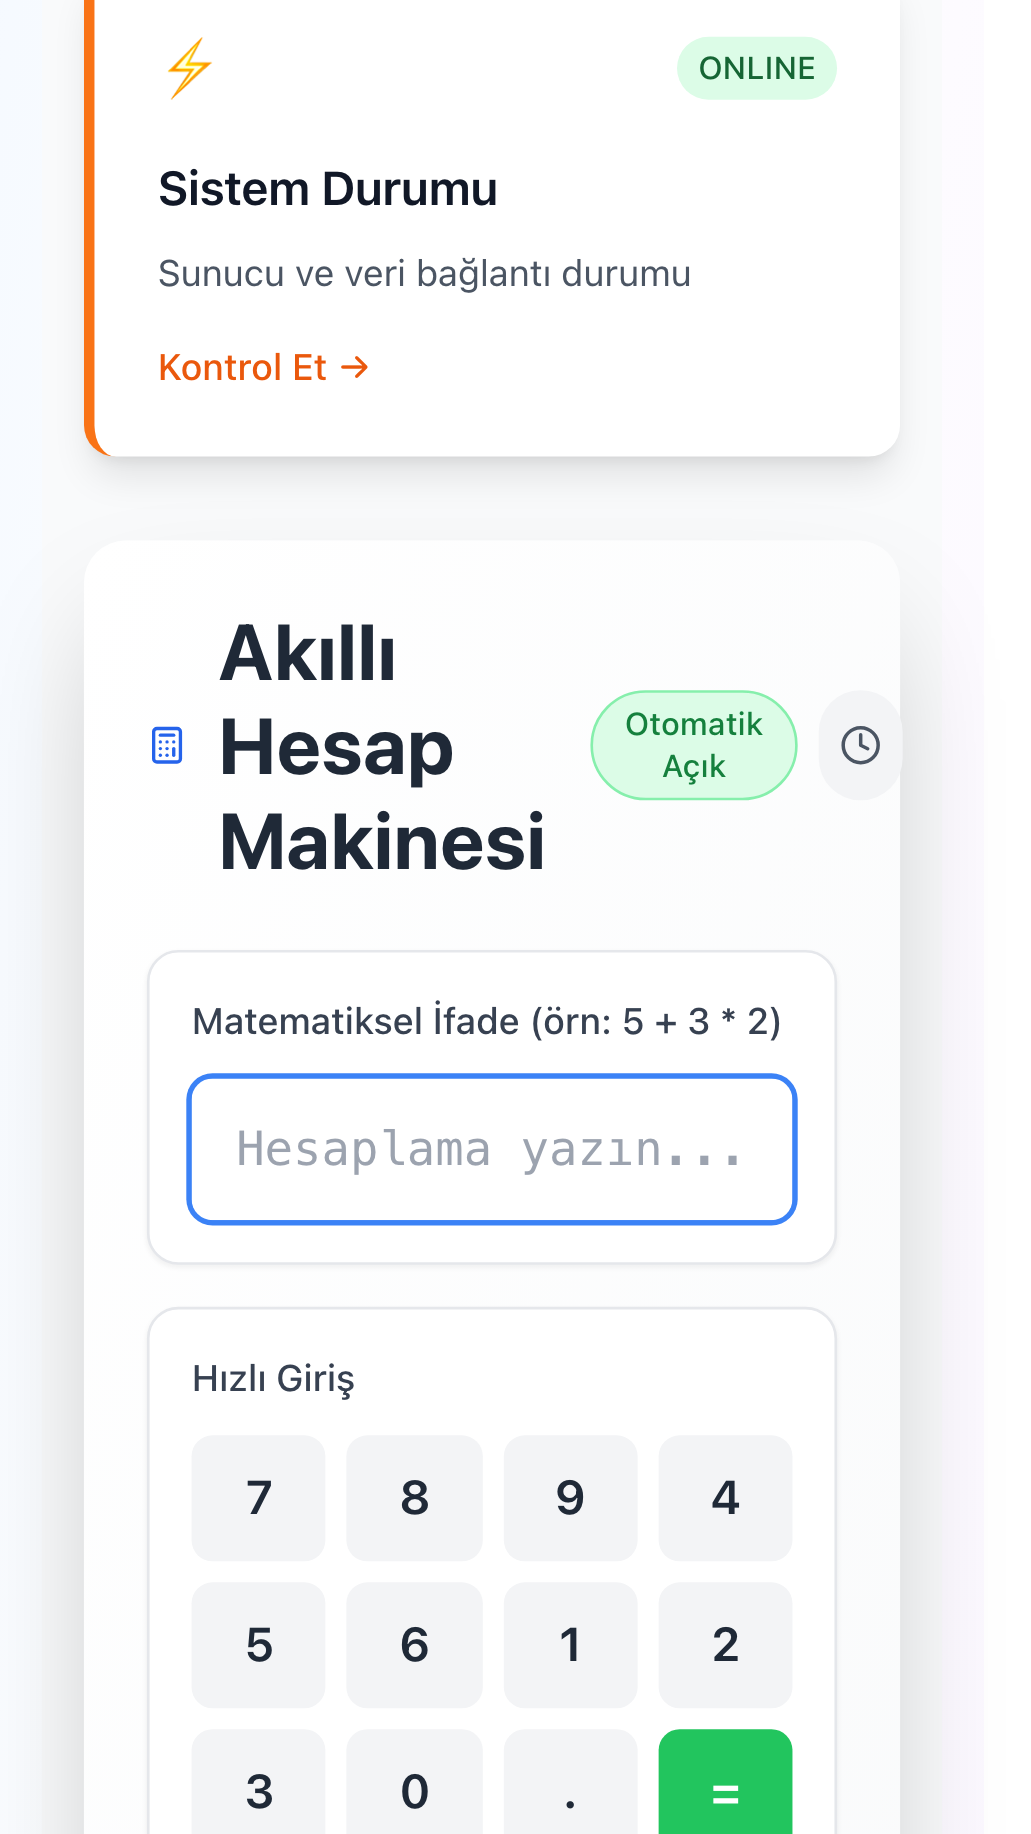 ONLINE
Sistem Durumu
Sunucu ve veri bağlantı durumu
Kontrol Et →
Akıllı
Hesap
Makinesi
Otomatik
Açık
Matematiksel İfade (örn: 5 + 3 * 2)
Hesaplama yazın...
Hızlı Giriş
7 8 9 4
5 6 1 2
3 0 . =